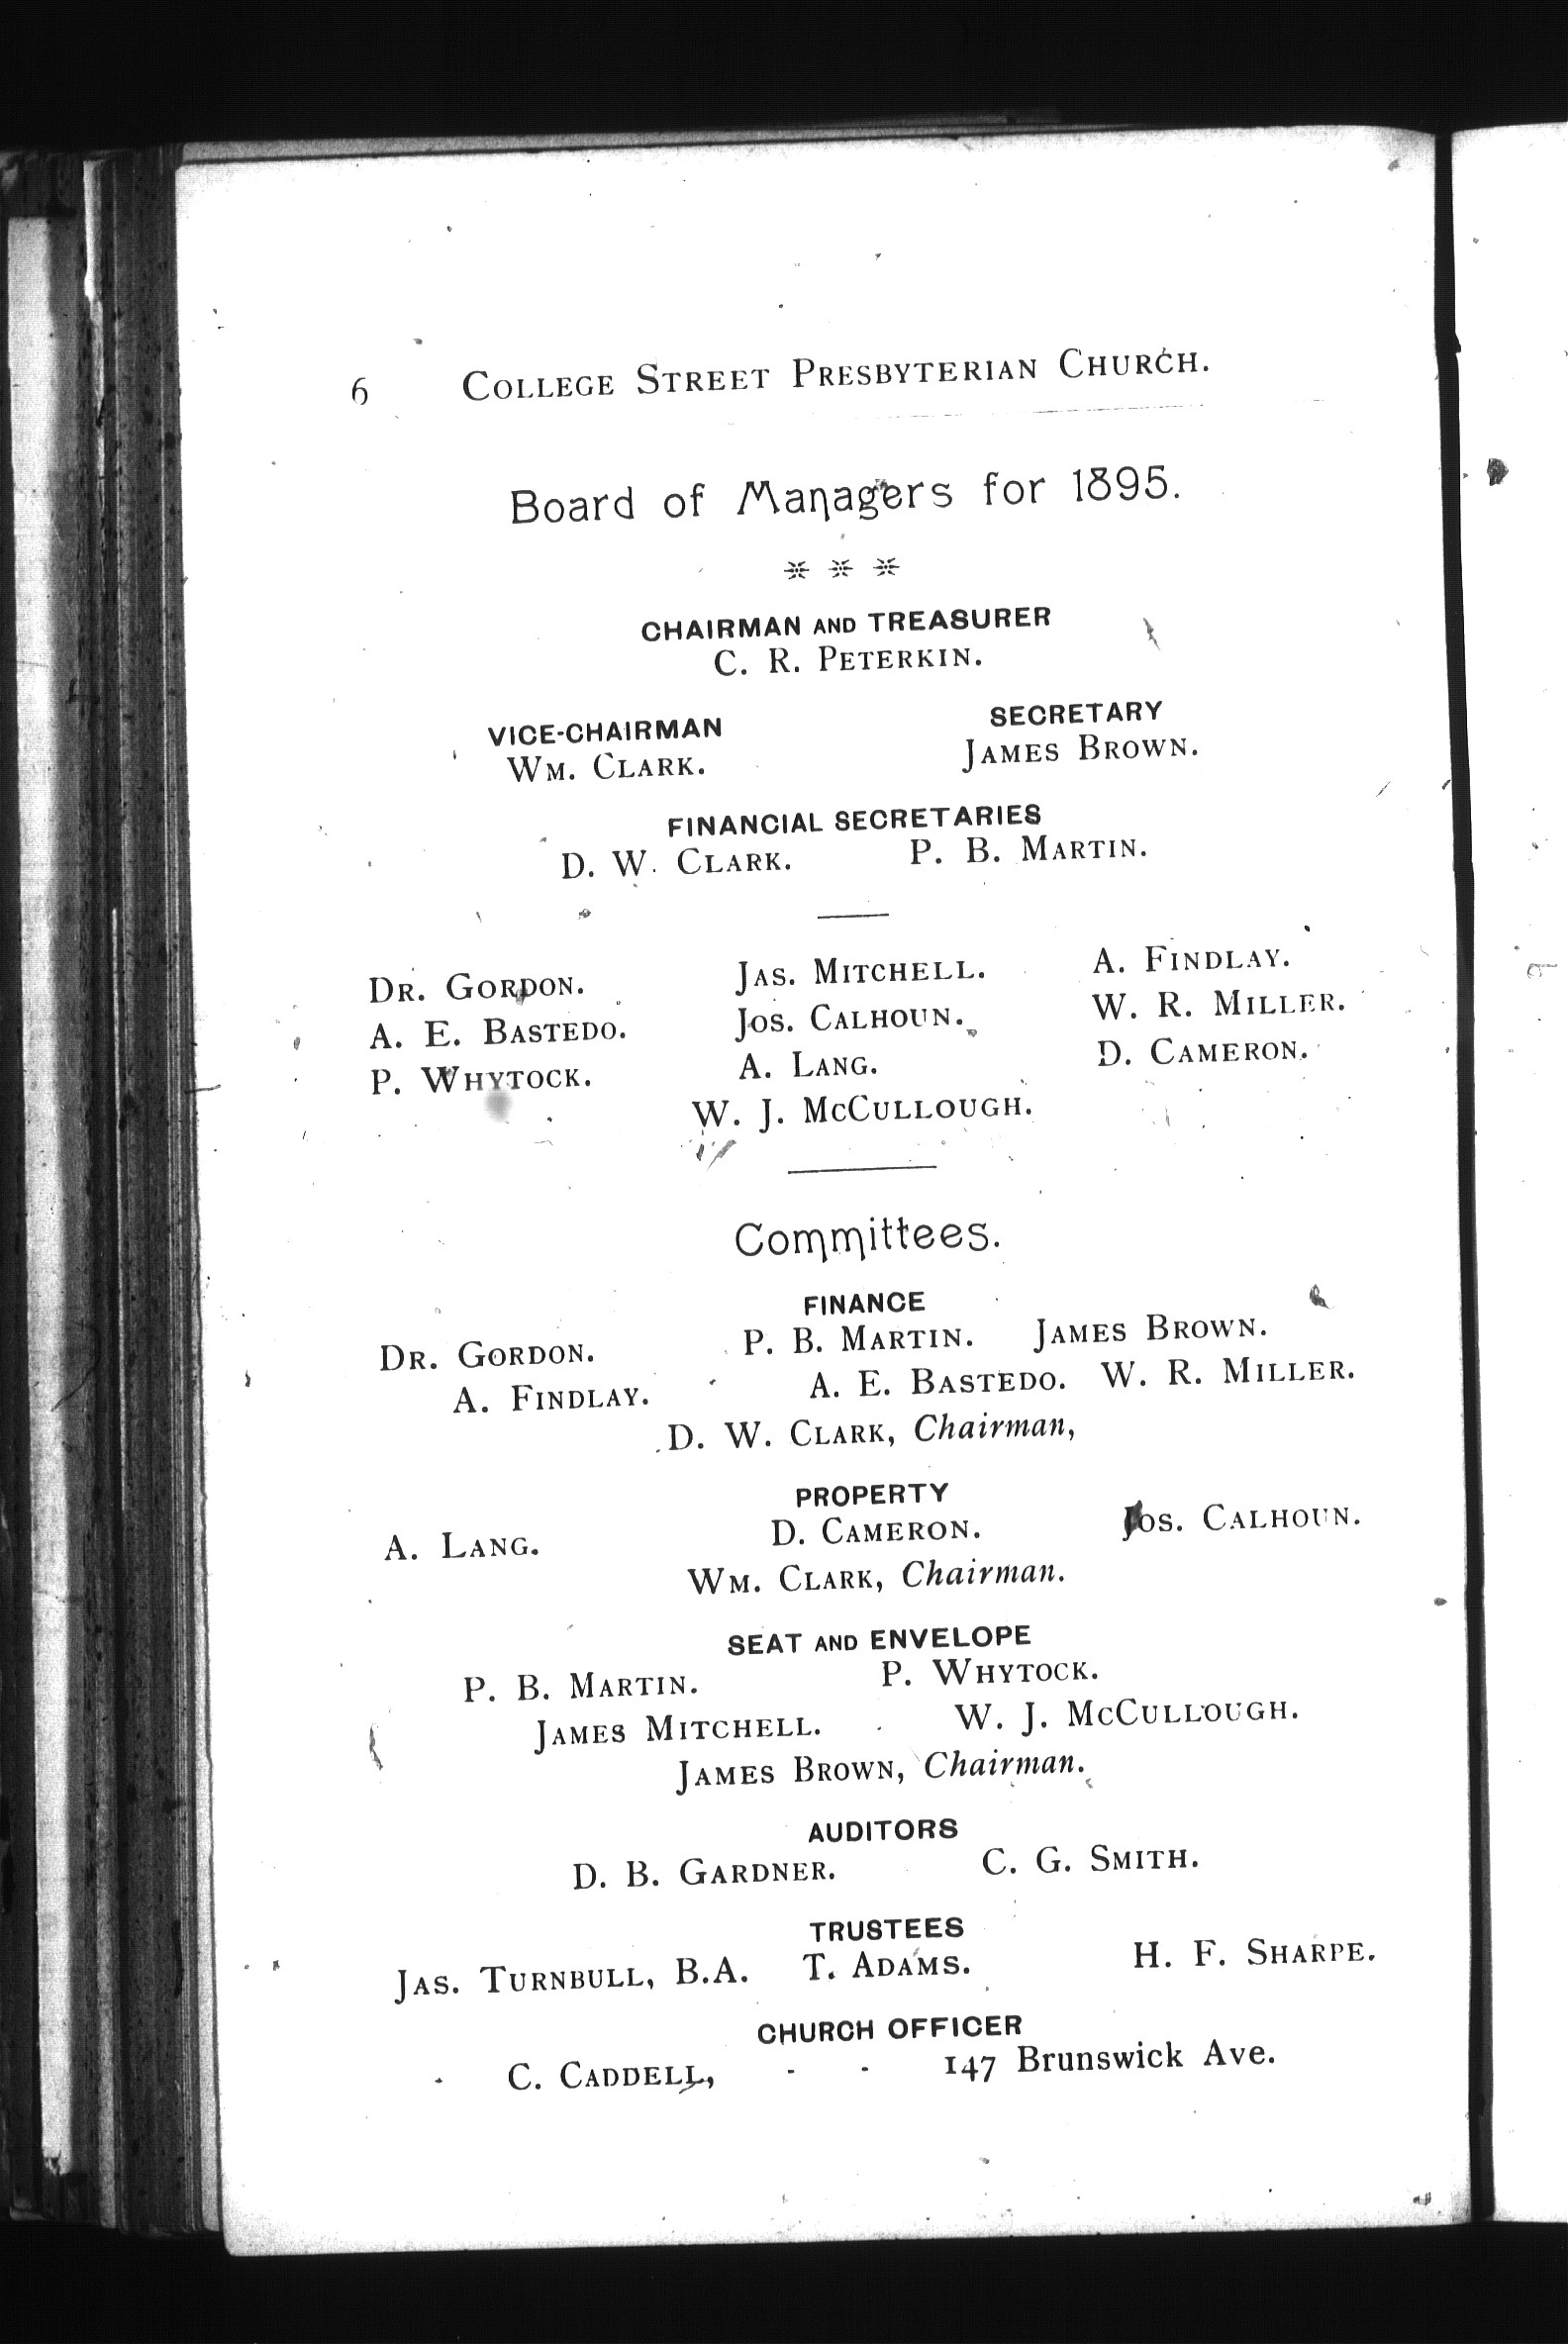 6 COLLEGE STREET PRESBYTERIAN CHURCH.
Board of Managers for 1895.
CHAIRMAN AND TREASURER
C. R. PETERKIN.
VICE-CHAIRMAN SECRETARY
WM. CLARK. JAMES BROWN.
FINANCIAL SECRETARIES
D. W. CLARK. P. B. MARTIN.
DR. GORDON. JAS. MITCHELL. A. FINDLAY.
A. E. BASTEDO. JOS. CALHOUN. W. R. MILLER.
P. WHYTOCK. A. LANG. D. CAMERON.
W. J. MCCULLOUGH.
Committees.
FINANCE
DR. GORDON. P. B. MARTIN. JAMES BROWN.
A. FINDLAY. A. E. BASTEDO. W. R. MILLER.
D. W. CLARK, Chairman,
PROPERTY
A. LANG. D. CAMERON. JOS. CALHOUN.
WM. CLARK, Chairman.
SEAT AND ENVELOPE
P. B. MARTIN. P. WHYTOCK.
JAMES MITCHELL. W. J. MCCULLOUGH.
JAMES BROWN, Chairman.
AUDITORS
D. B. GARDNER. C. G. SMITH.
TRUSTEES
JAS. TURNBULL, B.A. T. ADAMS. H. F. SHARPE.
CHURCH OFFICER
C. CADDELL, - - 147 Brunswick Ave.